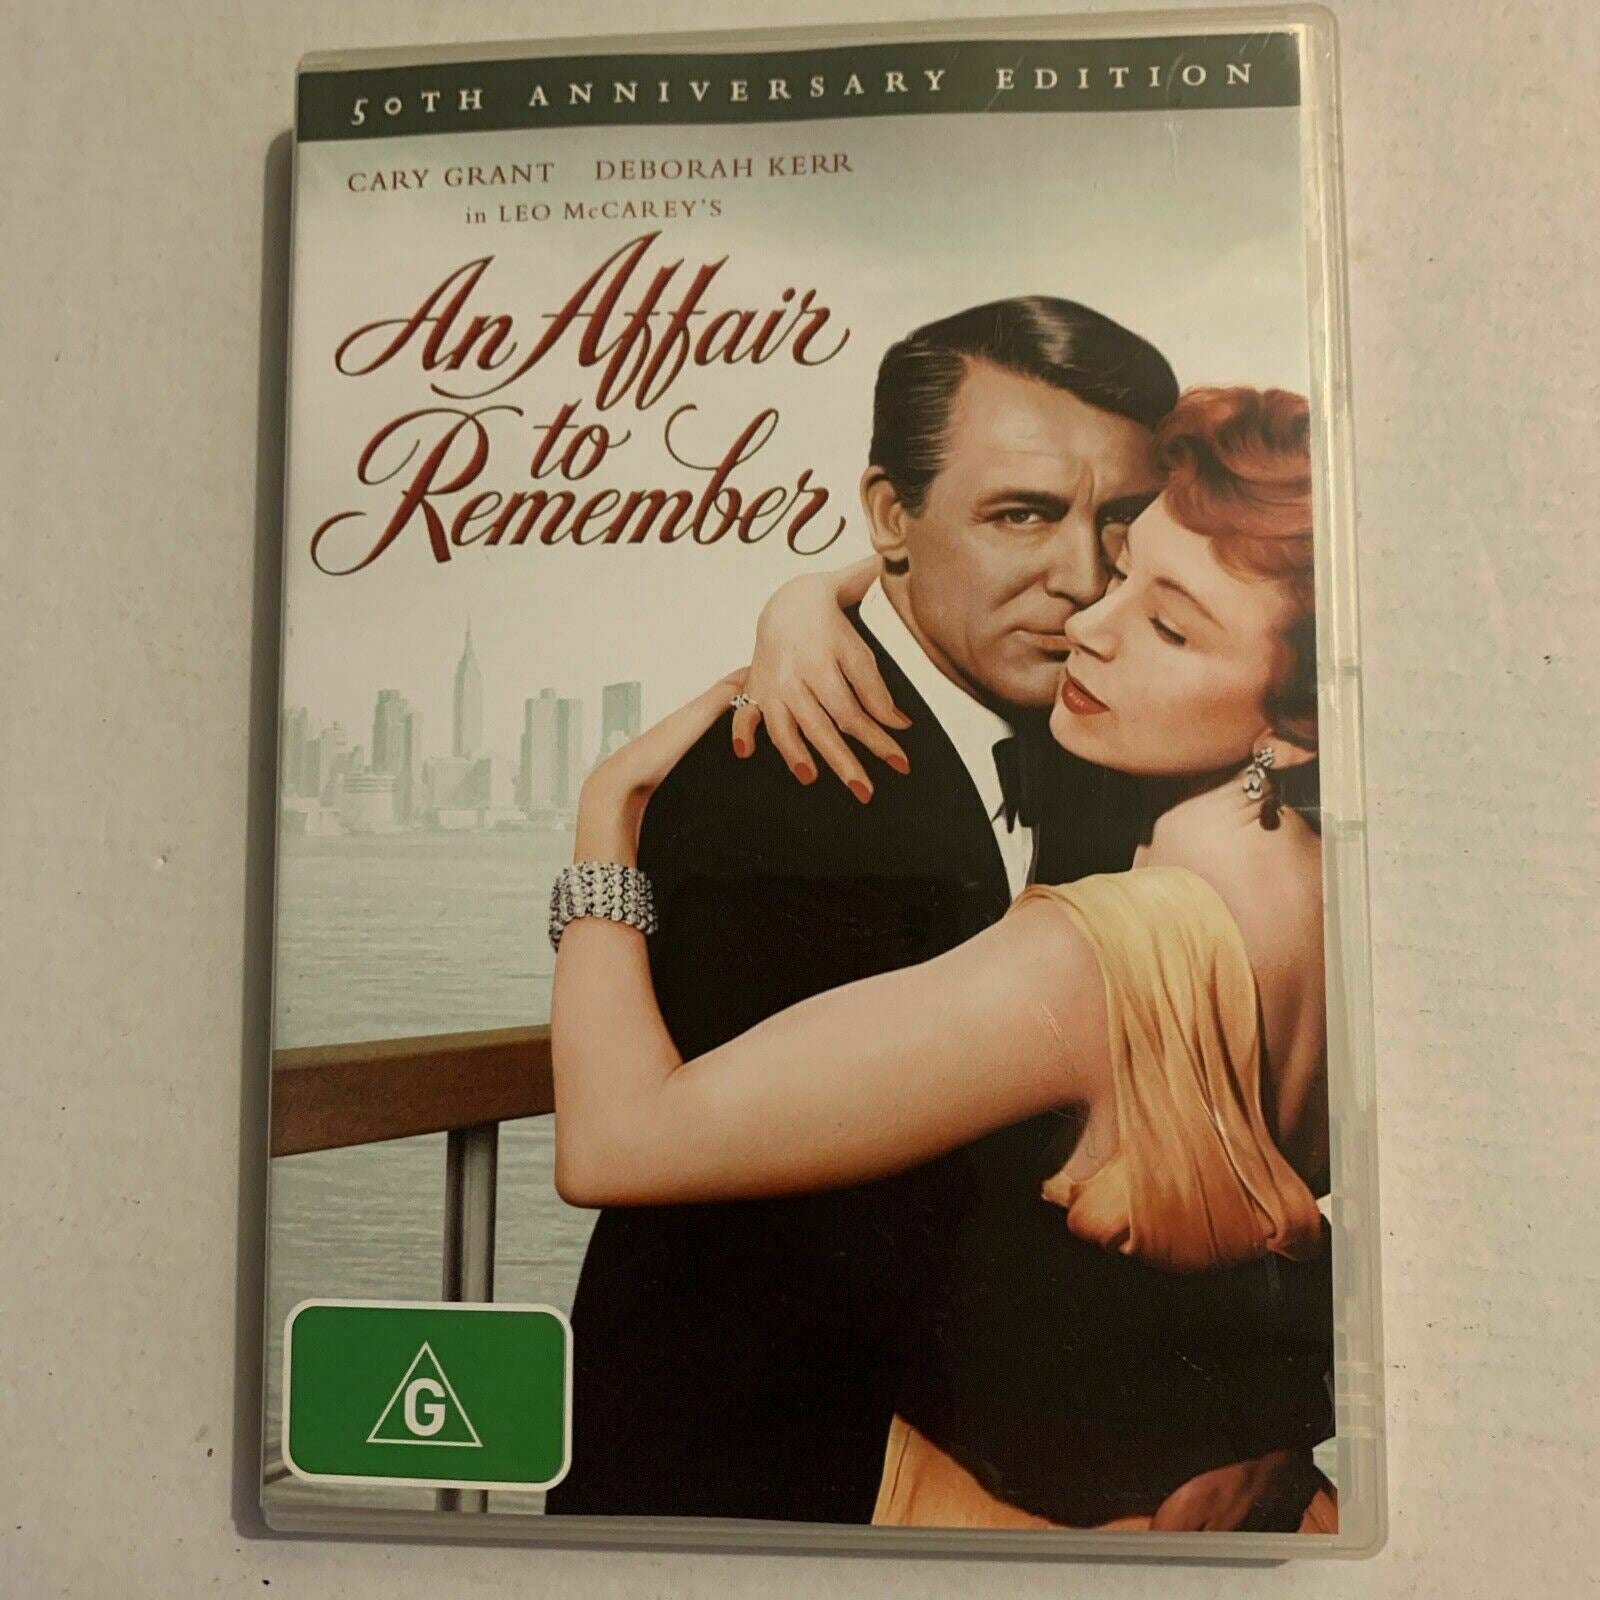 50TH ANNIVERSARY EDITION
CARY GRANT DEBORAH KERR
in LEO McCAREY'S
An Affair
to
Remember
G